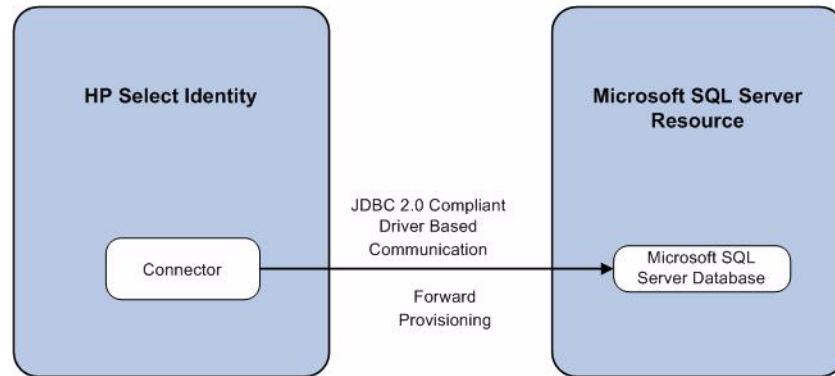 HP Select Identity
Microsoft SQL Server
Resource
JDBC 2.0 Compliant
Driver Based
Communication
Connector
Microsoft SQL
Server Database
Forward
Provisioning